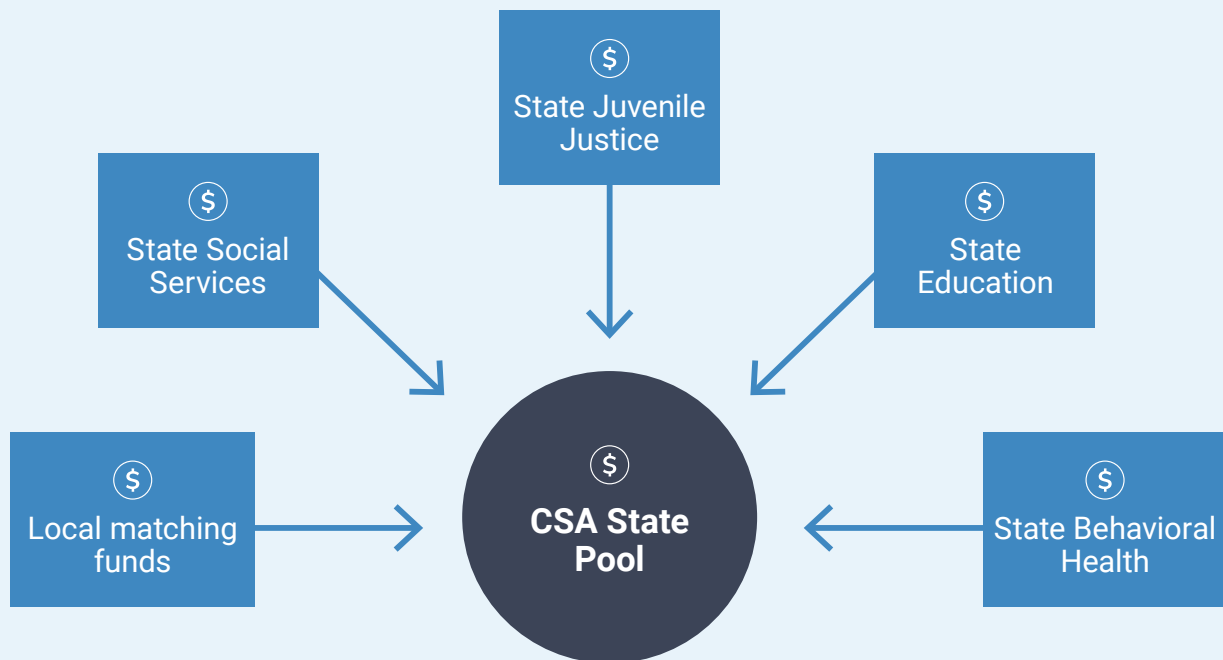 $
State Juvenile
Justice
$
State Social
Services
$
State
Education
$
Local matching
funds
$
CSA State
Pool
$
State Behavioral
Health